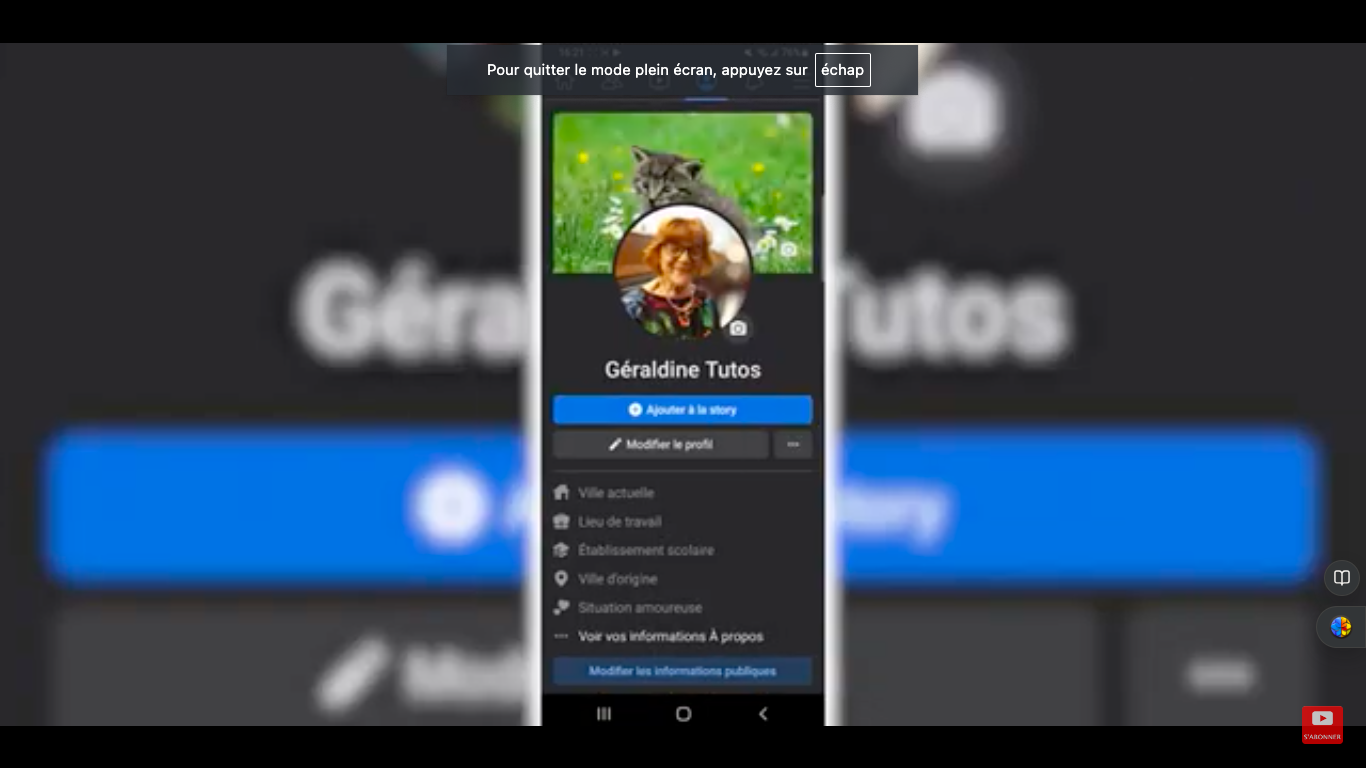 Pour quitter le mode plein écran, appuyez sur échap
Géraldine Tutos
Ajouter à la story
Modifier le profil
Ville actuelle
Lieu de travail
Établissement scolaire
Ville d'origine
Situation amoureuse
Voir vos informations À propos
Modifier les informations publiques
S'ABONNER